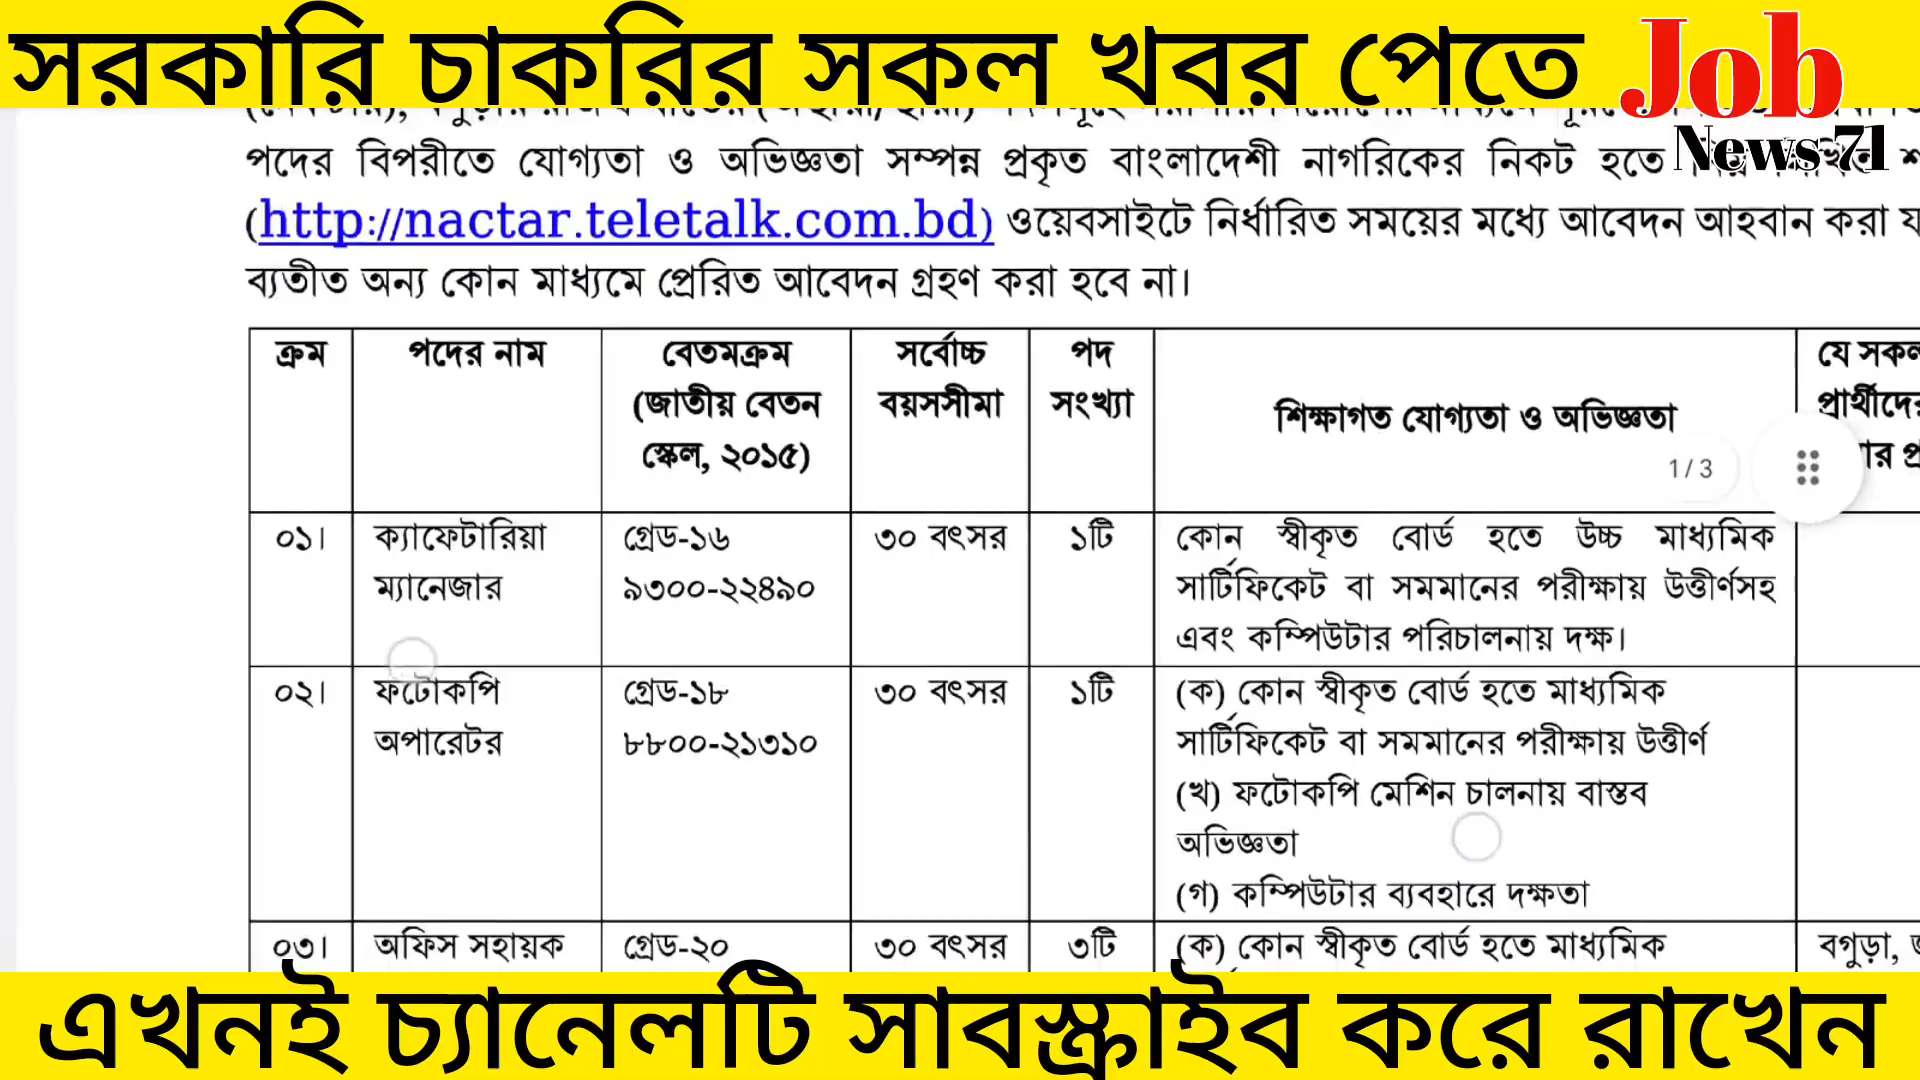 সরকারি চাকরির সকল খবর পেতে
Job
News 71
পদের বিপরীতে যোগ্যতা ও অভিজ্ঞতা সম্পন্ন প্রকৃত বাংলাদেশী নাগরিকের নিকট হতে
(http://nactar.teletalk.com.bd) ওয়েবসাইটে নির্ধারিত সময়ের মধ্যে আবেদন আহবান করা
ব্যতীত অন্য কোন মাধ্যমে প্রেরিত আবেদন গ্রহণ করা হবে না।
ক্রম
পদের নাম
বেতমক্রম
(জাতীয় বেতন
স্কেল, ২০১৫)
সর্বোচ্চ
বয়সসীমা
পদ
সংখ্যা
শিক্ষাগত যোগ্যতা ও অভিজ্ঞতা
যে সকল
প্রার্থীদের
1 / 3
০১।
ক্যাফেটারিয়া
ম্যানেজার
গ্রেড-১৬
৯৩০০-২২৪৯০
৩০ বৎসর
১টি
কোন স্বীকৃত বোর্ড হতে উচ্চ মাধ্যমিক
সার্টিফিকেট বা সমমানের পরীক্ষায় উত্তীর্ণসহ
এবং কম্পিউটার পরিচালনায় দক্ষ।
০২।
ফটোকপি
অপারেটর
গ্রেড-১৮
৮৮০০-২১৩১০
৩০ বৎসর
১টি
(ক) কোন স্বীকৃত বোর্ড হতে মাধ্যমিক
সার্টিফিকেট বা সমমানের পরীক্ষায় উত্তীর্ণ
(খ) ফটোকপি মেশিন চালনায় বাস্তব
অভিজ্ঞতা
(গ) কম্পিউটার ব্যবহারে দক্ষতা
০৩।
অফিস সহায়ক
গ্রেড-২০
৩০ বৎসর
৩টি
(ক) কোন স্বীকৃত বোর্ড হতে মাধ্যমিক
বগুড়া,
এখনই চ্যানেলটি সাবস্ক্রাইব করে রাখেন